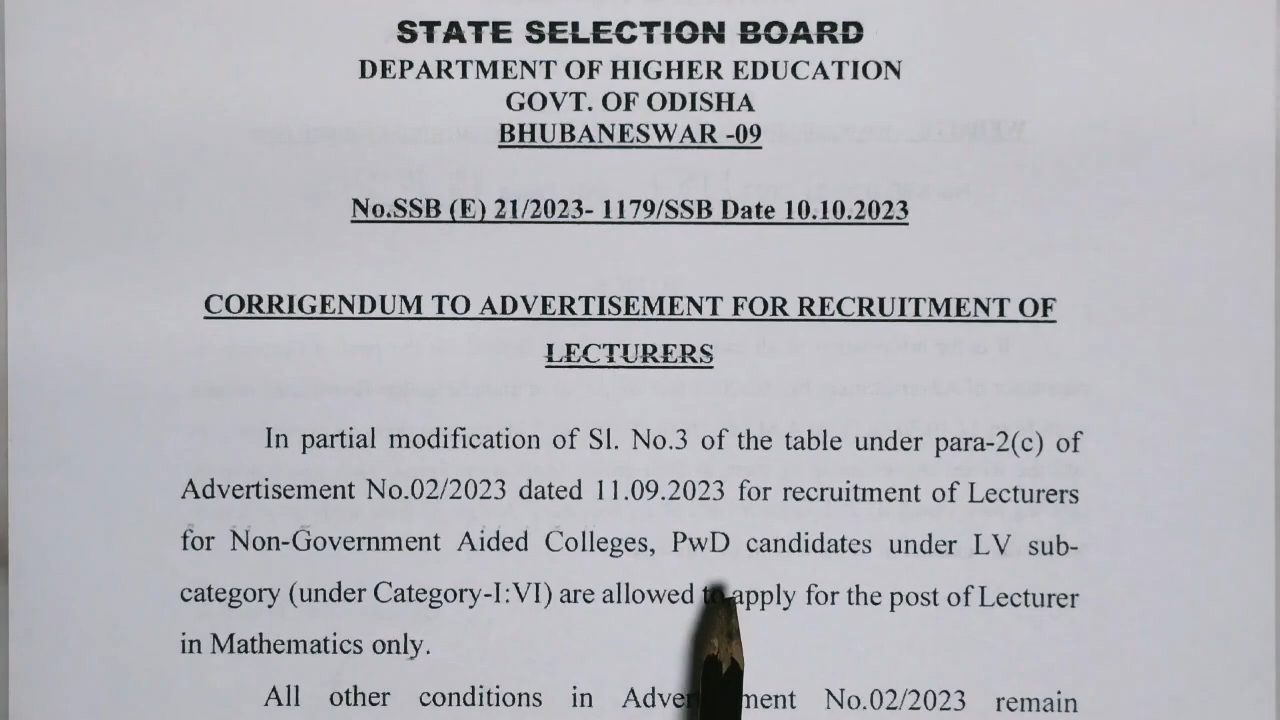 STATE SELECTION BOARD
DEPARTMENT OF HIGHER EDUCATION
GOVT. OF ODISHA
BHUBANESWAR -09
No.SSB (E) 21/2023- 1179/SSB Date 10.10.2023
CORRIGENDUM TO ADVERTISEMENT FOR RECRUITMENT OF
LECTURERS
In partial modification of Sl. No.3 of the table under para-2(c) of
Advertisement No.02/2023 dated 11.09.2023 for recruitment of Lecturers
for Non-Government Aided Colleges, PwD candidates under LV sub-
category (under Category-I:VI) are allowed to apply for the post of Lecturer
in Mathematics only.
All other conditions in No.02/2023 remain